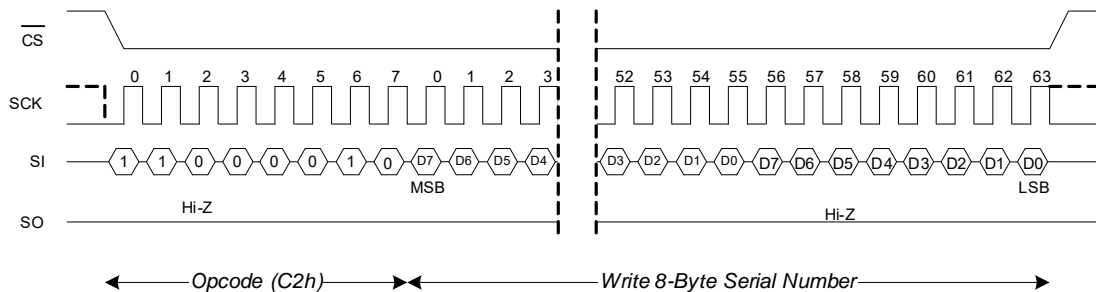 CS
0 1 2 3 4 5 6 7 0 1 2 3 52 53 54 55 56 57 58 59 60 61 62 63
SCK
SI 1 1 0 0 0 0 1 0 D7 D6 D5 D4 D3 D2 D1 D0 D7 D6 D5 D4 D3 D2 D1 D0
MSB LSB
Hi-Z Hi-Z
SO
Opcode (C2h) Write 8-Byte Serial Number